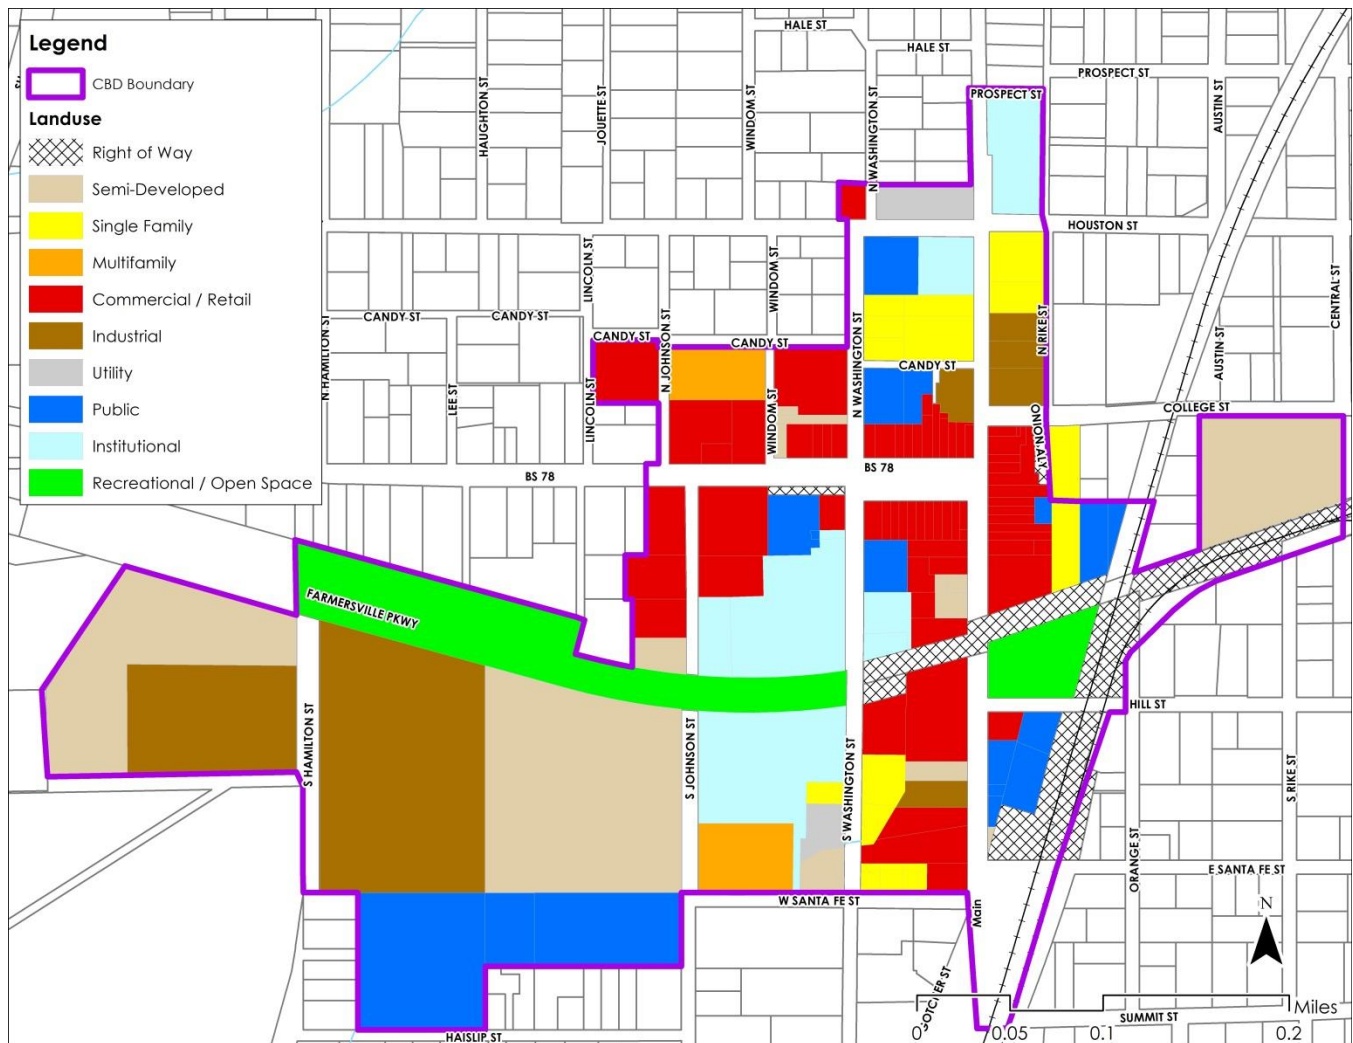 Legend
CBD Boundary
Landuse
Right of Way
Semi-Developed
Single Family
Multifamily
Commercial / Retail
Industrial
Utility
Public
Institutional
Recreational / Open Space
HALE ST
HALE ST
PROSPECT ST
PROSPECT ST
HAUGHTON ST
JOUETTE ST
WINDOM ST
N WASHINGTON ST
AUSTIN ST
HOUSTON ST
LINCOLN ST
WINDOM ST
CENTRAL ST
N HAMILTON ST
CANDY ST
CANDY ST
CANDY ST
N JOHNSON ST
CANDY ST
N WASHINGTON ST
CANDY ST
N RIKE ST
AUSTIN ST
LEE ST
LINCOLN ST
WINDOM ST
ONION ALY
COLLEGE ST
BS 78
BS 78
FARMERSVILLE PKWY
HILL ST
S HAMILTON ST
S JOHNSON ST
S WASHINGTON ST
S RIKE ST
ORANGE ST
E SANTA FE ST
W SANTA FE ST
Main
N
GOTCHER ST
HAISLIP ST
SUMMIT ST
0
0.05
0.1
0.2
Miles